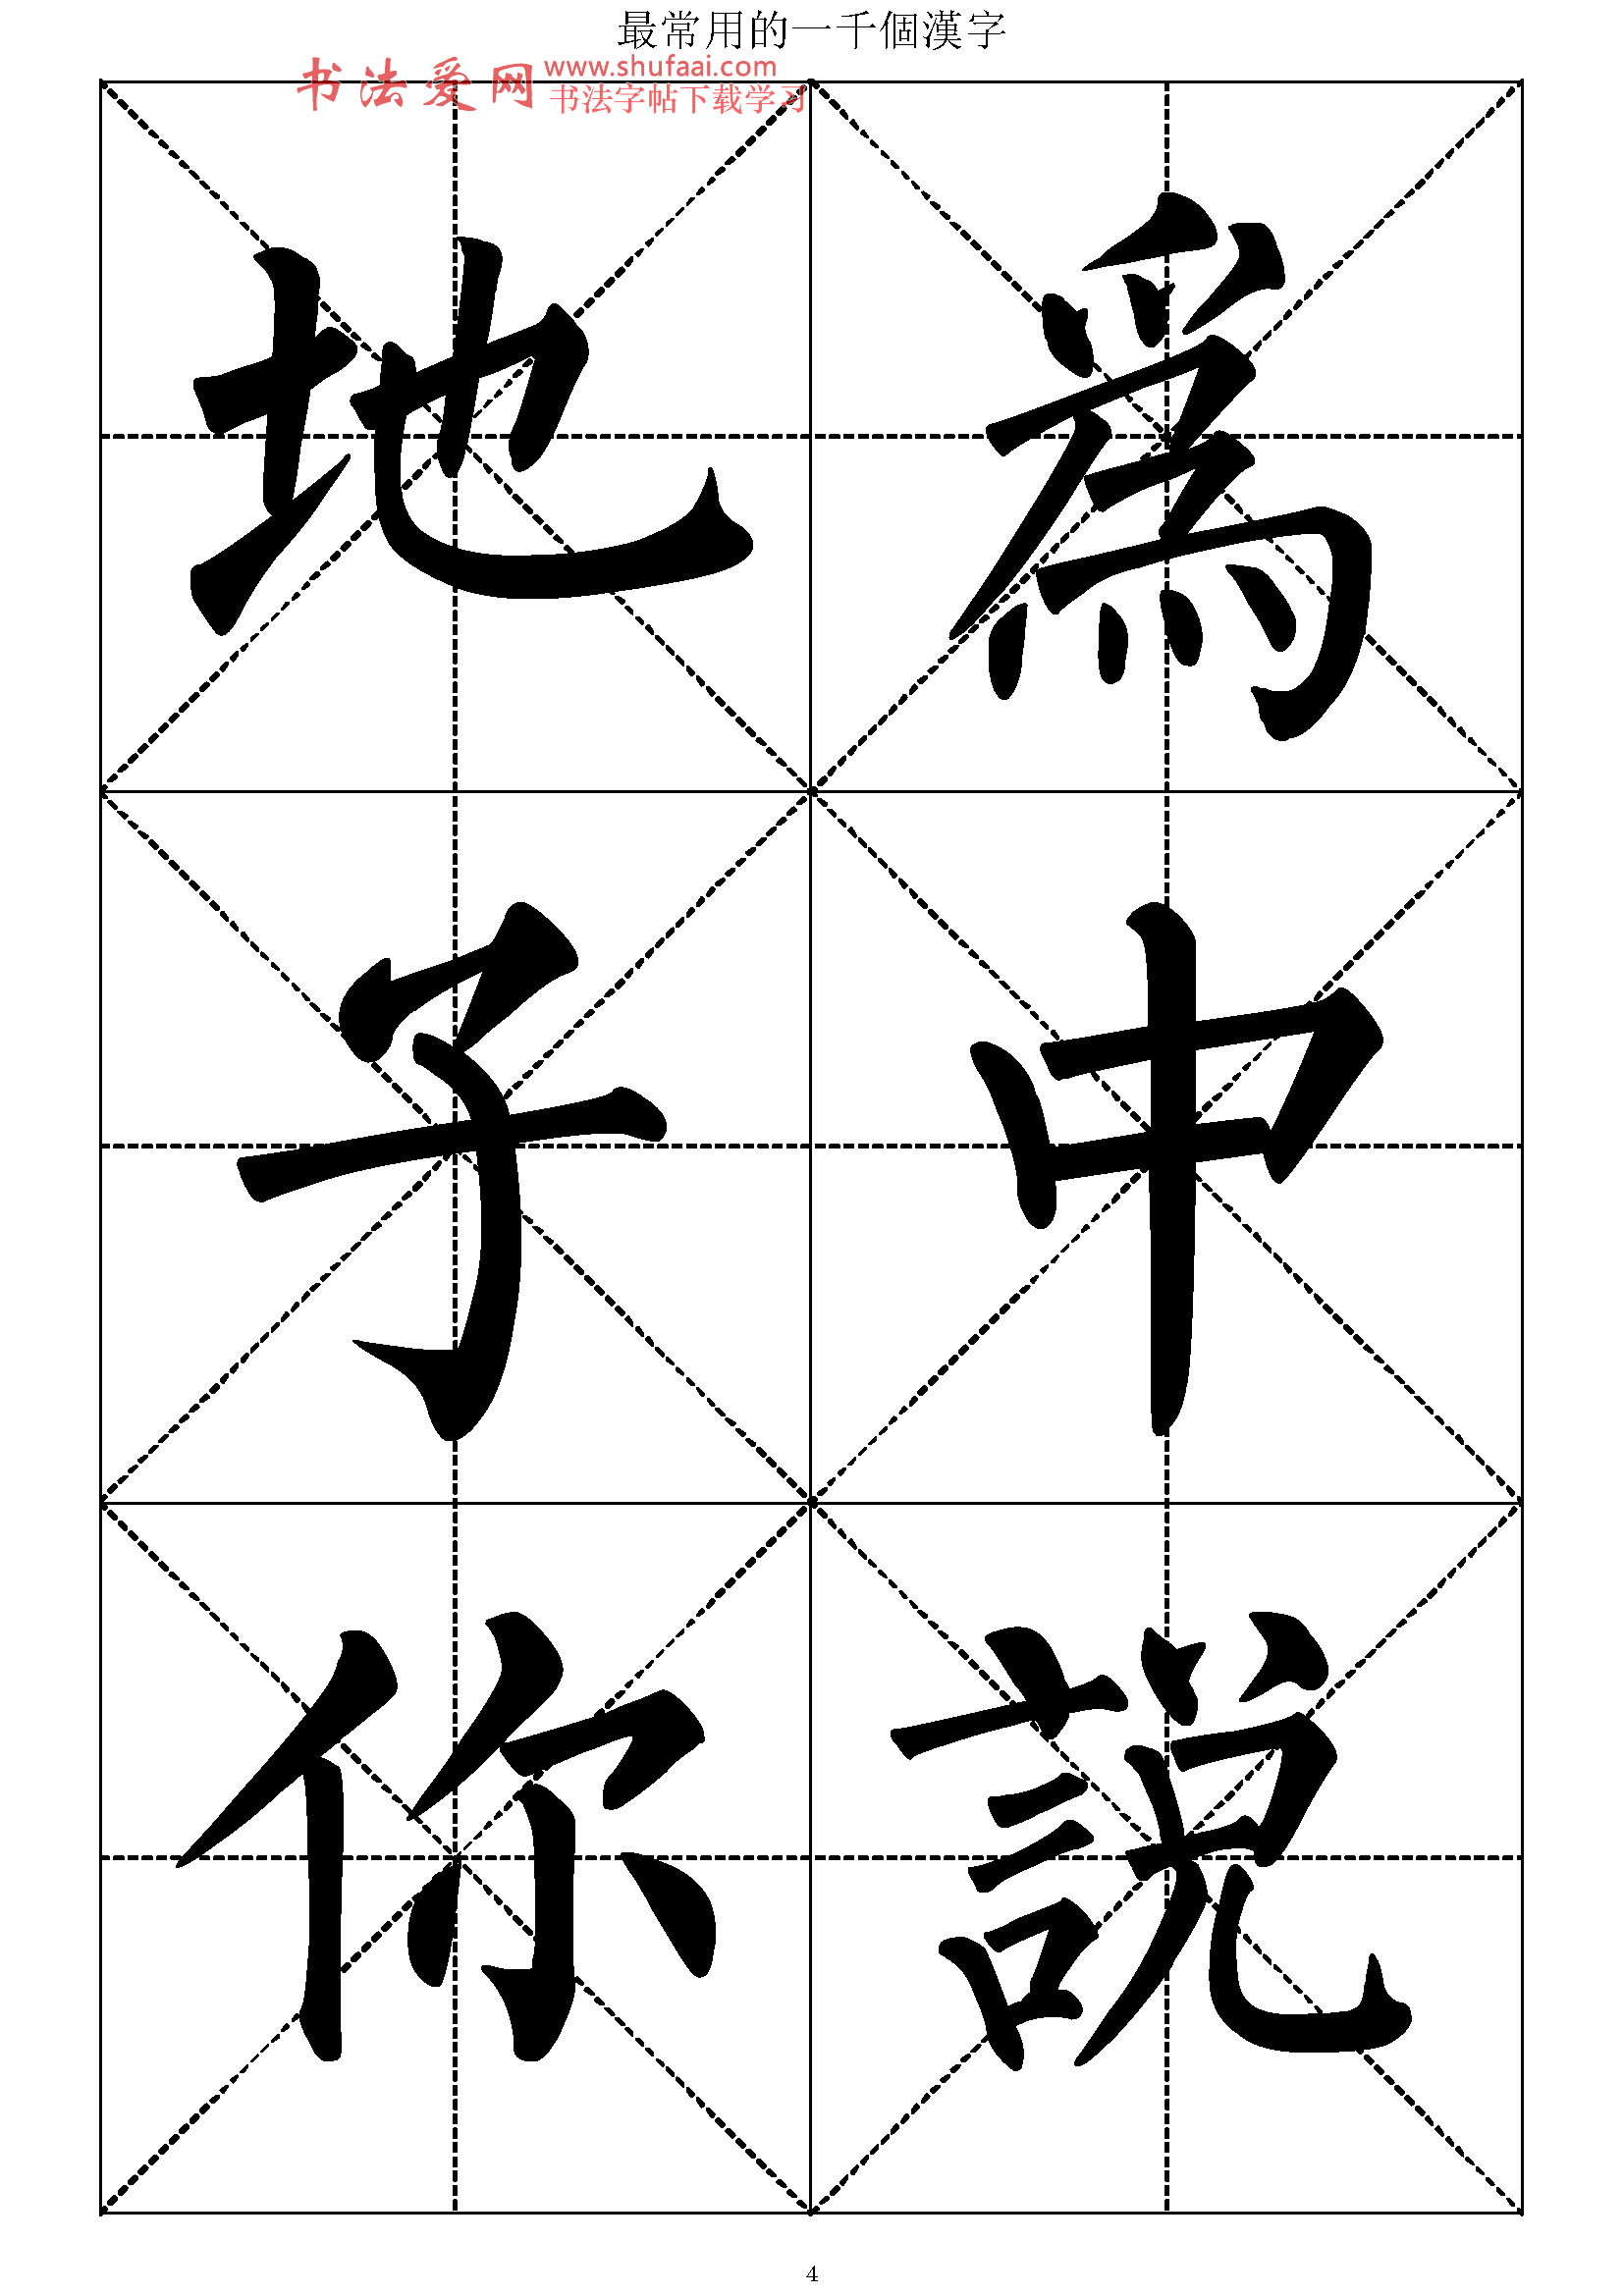 最常用的一千個漢字
书法爱网 www.shufaai.com
书法字帖下载学习
地 爲
子 中
你 説
4